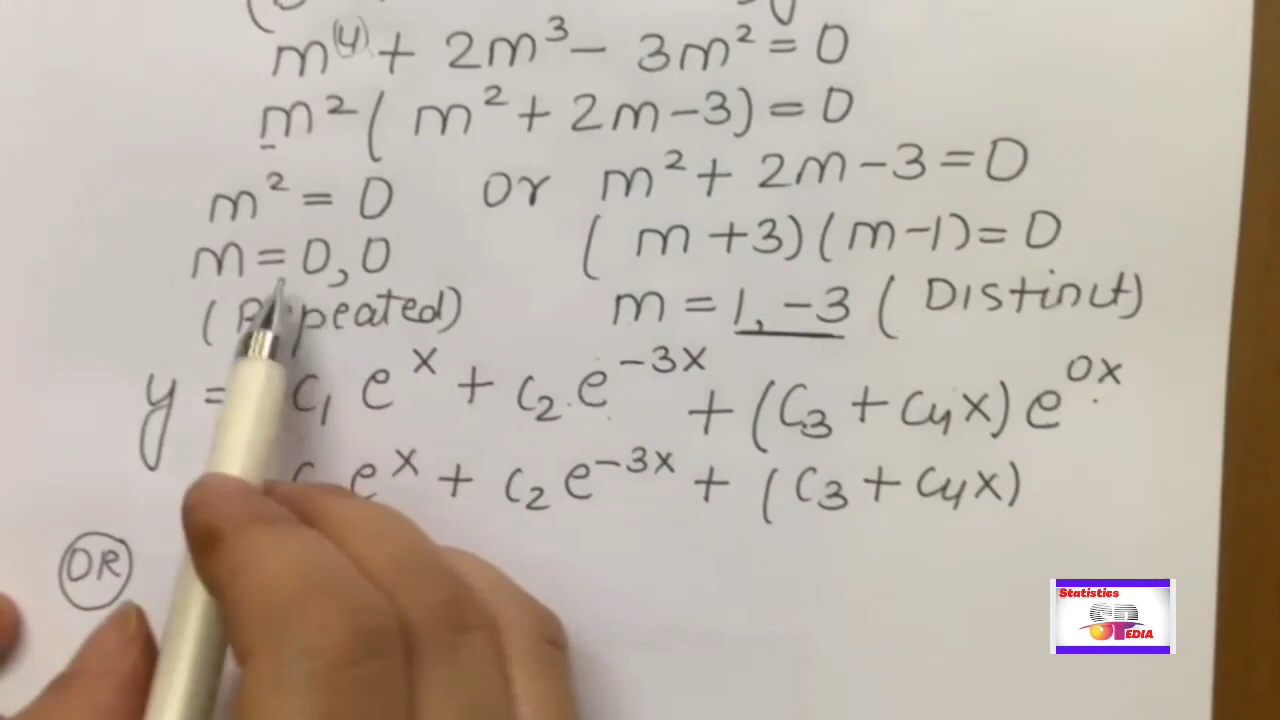 m⁽⁴⁾ + 2m³ - 3m² = 0
m² ( m² + 2m - 3) = 0
m² = 0 or m² + 2m - 3 = 0
( m + 3) ( m - 1) = 0
m = 0, 0
(Repeated) m = 1, -3 ( Distinct)
y = c₁ eˣ + c₂ e⁻³ˣ + (c₃ + c₄x) e⁰ˣ
eˣ + c₂ e⁻³ˣ + (c₃ + c₄x)
OR
Statistics
PEDIA